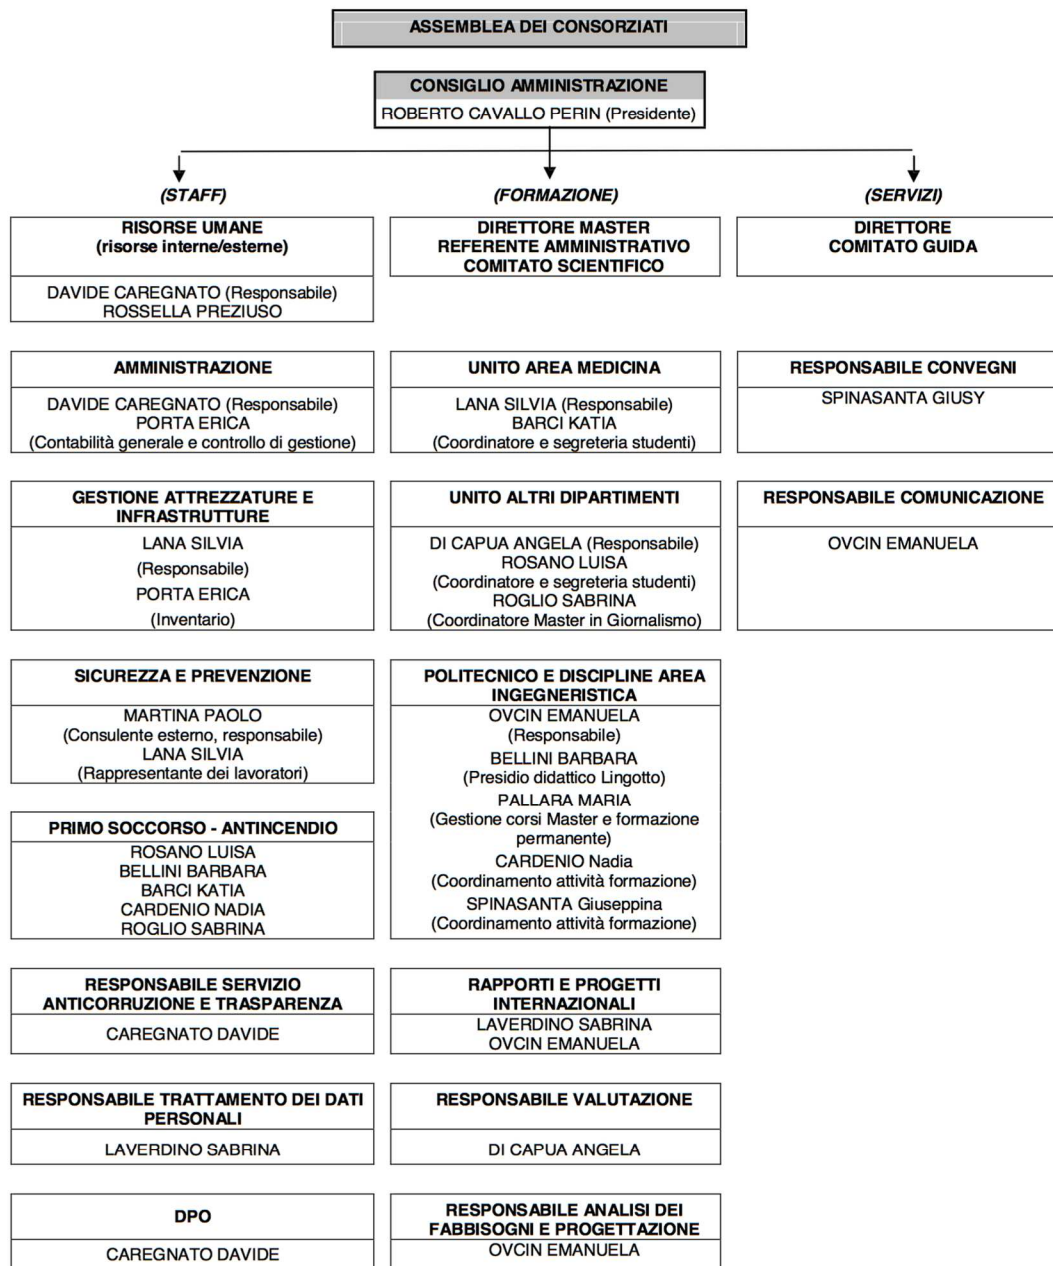 ASSEMBLEA DEI CONSORZIATI
CONSIGLIO AMMINISTRAZIONE
ROBERTO CAVALLO PERIN (Presidente)
(STAFF)
RISORSE UMANE
(risorse interne/esterne)
DAVIDE CAREGNATO (Responsabile)
ROSSELLA PREZIUSO
AMMINISTRAZIONE
DAVIDE CAREGNATO (Responsabile)
PORTA ERICA
(Contabilità generale e controllo di gestione)
GESTIONE ATTREZZATURE E
INFRASTRUTTURE
LANA SILVIA
(Responsabile)
PORTA ERICA
(Inventario)
SICUREZZA E PREVENZIONE
MARTINA PAOLO
(Consulente esterno, responsabile)
LANA SILVIA
(Rappresentante dei lavoratori)
PRIMO SOCCORSO - ANTINCENDIO
ROSANO LUISA
BELLINI BARBARA
BARCI KATIA
CARDENIO NADIA
ROGLIO SABRINA
RESPONSABILE SERVIZIO
ANTICORRUZIONE E TRASPARENZA
CAREGNATO DAVIDE
RESPONSABILE TRATTAMENTO DEI DATI
PERSONALI
LAVERDINO SABRINA
DPO
CAREGNATO DAVIDE
(FORMAZIONE)
DIRETTORE MASTER
REFERENTE AMMINISTRATIVO
COMITATO SCIENTIFICO
UNITO AREA MEDICINA
LANA SILVIA (Responsabile)
BARCI KATIA
(Coordinatore e segreteria studenti)
UNITO ALTRI DIPARTIMENTI
DI CAPUA ANGELA (Responsabile)
ROSANO LUISA
(Coordinatore e segreteria studenti)
ROGLIO SABRINA
(Coordinatore Master in Giornalismo)
POLITECNICO E DISCIPLINE AREA
INGEGNERISTICA
OVCIN EMANUELA
(Responsabile)
BELLINI BARBARA
(Presidio didattico Lingotto)
PALLARA MARIA
(Gestione corsi Master e formazione
permanente)
CARDENIO Nadia
(Coordinamento attività formazione)
SPINASANTA Giuseppina
(Coordinamento attività formazione)
RAPPORTI E PROGETTI
INTERNAZIONALI
LAVERDINO SABRINA
OVCIN EMANUELA
RESPONSABILE VALUTAZIONE
DI CAPUA ANGELA
RESPONSABILE ANALISI DEI
FABBISOGNI E PROGETTAZIONE
OVCIN EMANUELA
(SERVIZI)
DIRETTORE
COMITATO GUIDA
RESPONSABILE CONVEGNI
SPINASANTA GIUSY
RESPONSABILE COMUNICAZIONE
OVCIN EMANUELA